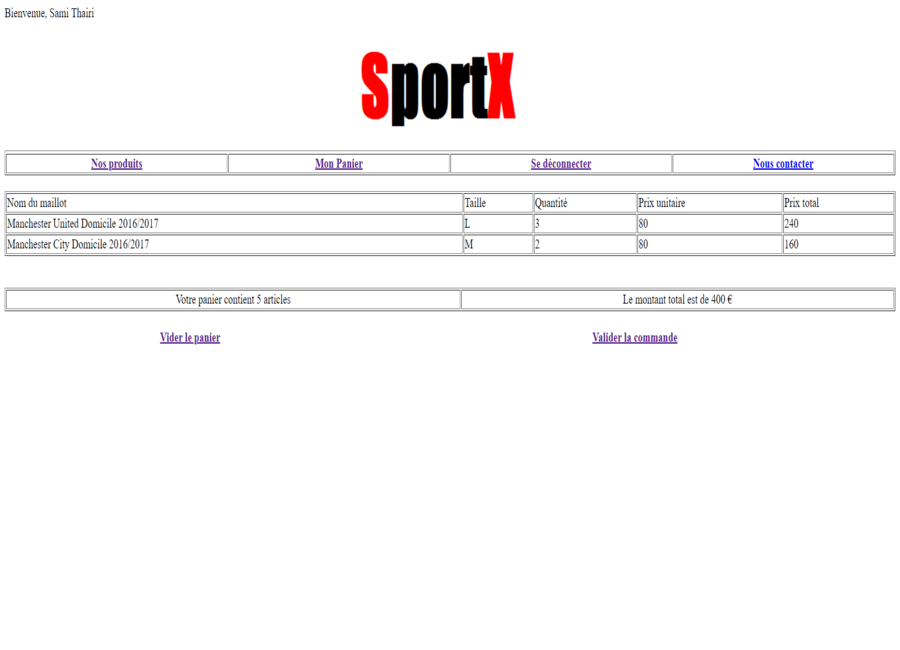 Bienvenue, Sami Thairi
SportX
Nos produits Mon Panier Se déconnecter Nous contacter
Nom du maillot Taille Quantité Prix unitaire Prix total
Manchester United Domicile 2016/2017 L 3 80 240
Manchester City Domicile 2016/2017 M 2 80 160
Votre panier contient 5 articles Le montant total est de 400 €
Vider le panier Valider la commande